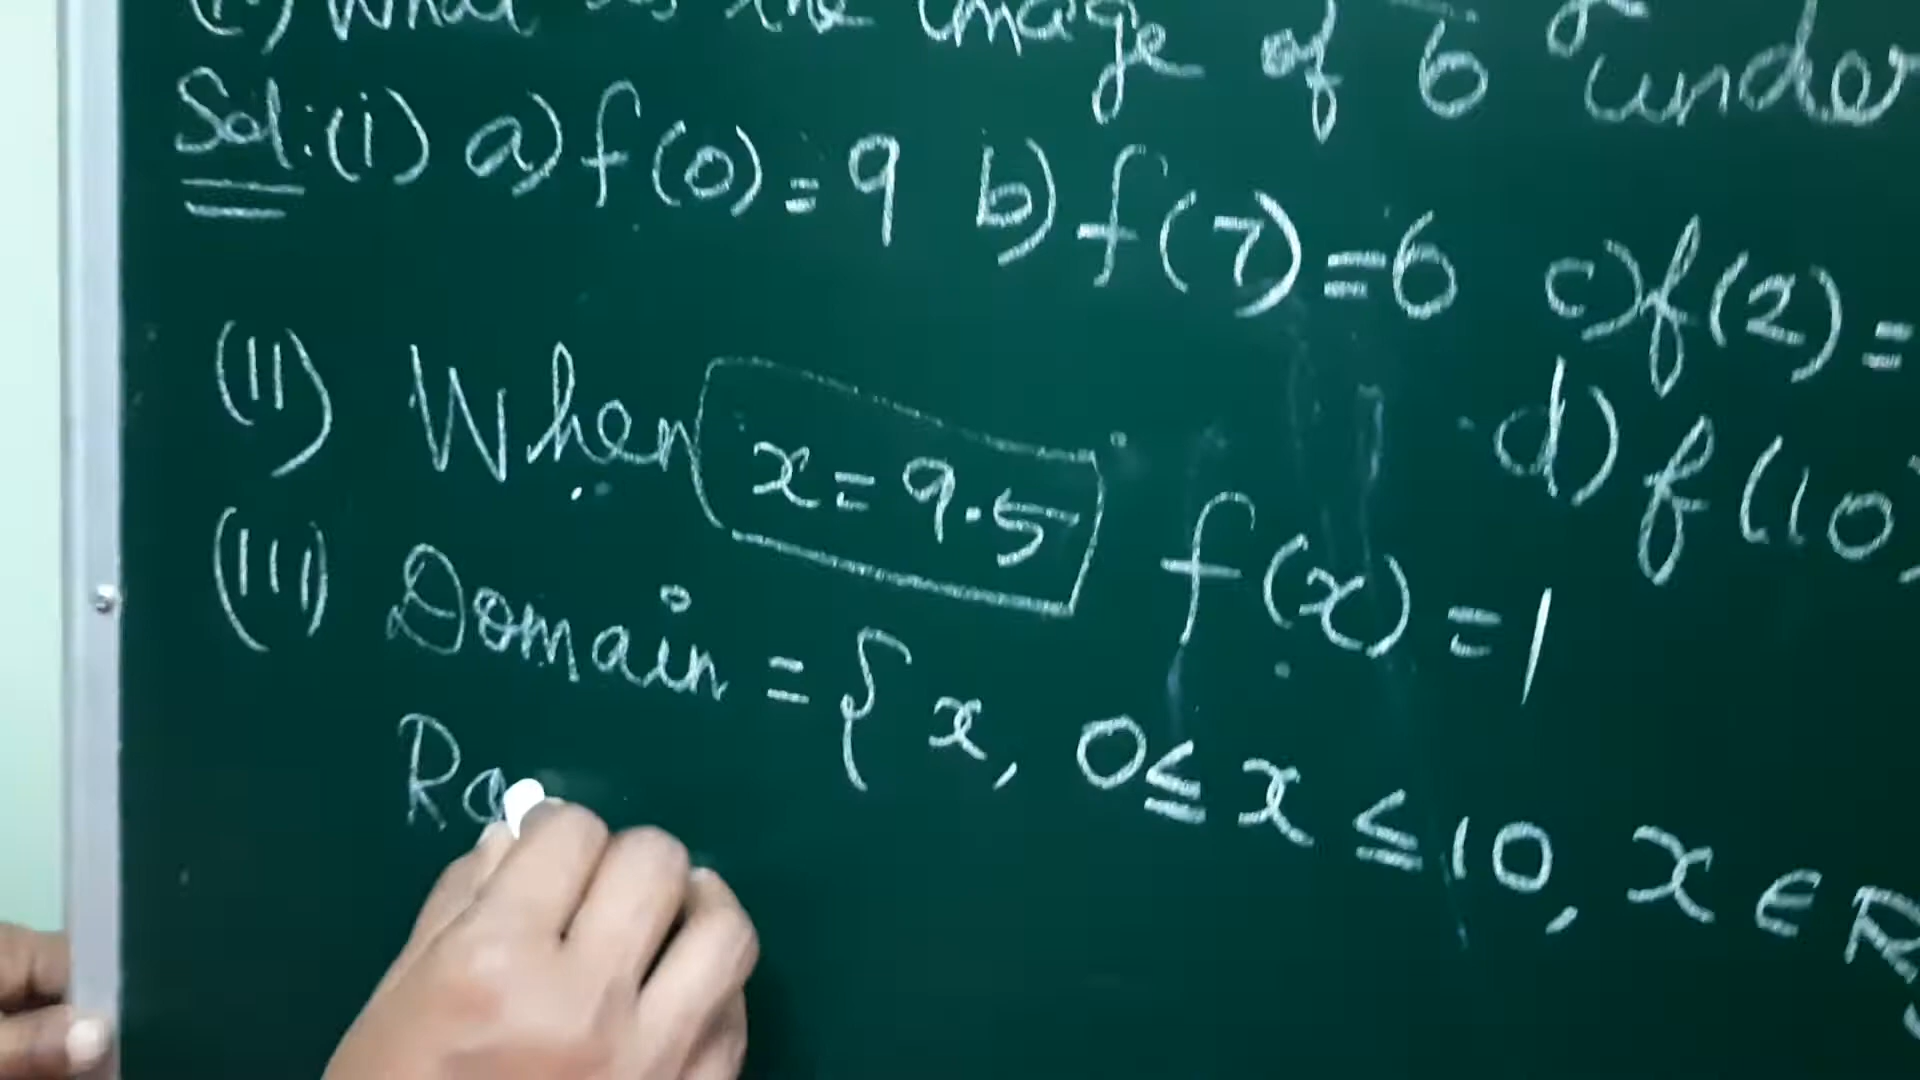 (i) What is the image of 6 under
Sol: (i) a) f(0) = 9 b) f(7) = 6 c) f(2) =
d) f(10)
(ii) When x = 9.5 f(x) = 1
(iii) Domain = { x, 0 ≤ x ≤ 10, x ∈ R }
Ra